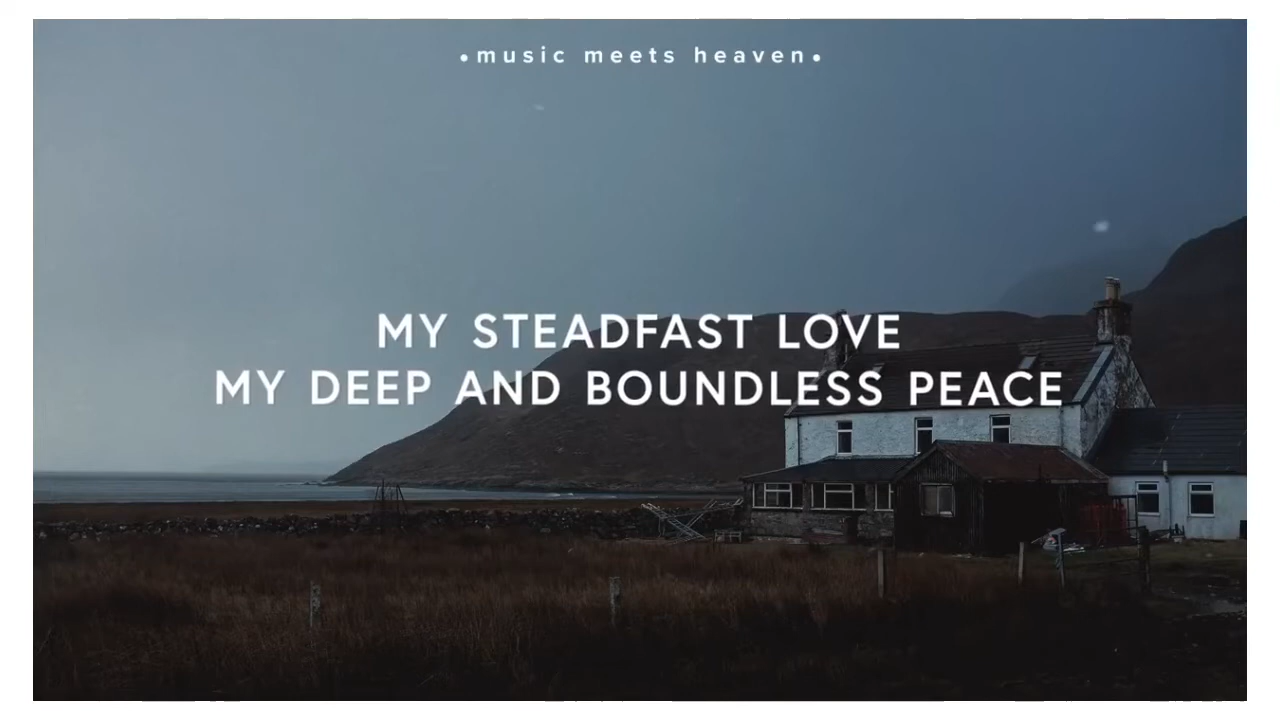 •music meets heaven•
MY STEADFAST LOVE
MY DEEP AND BOUNDLESS PEACE